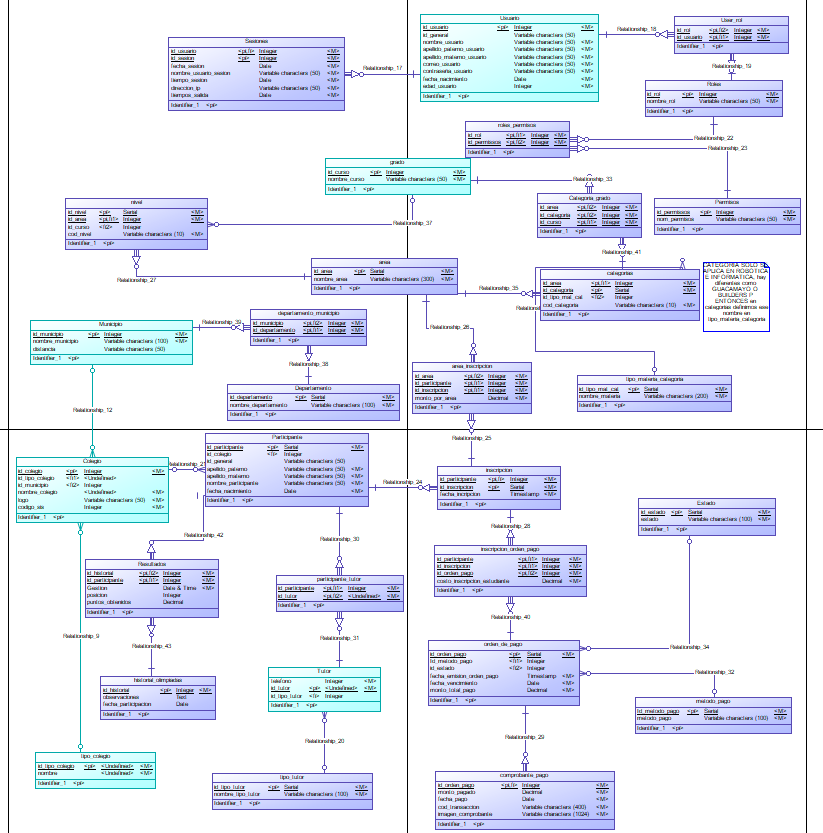 Sesiones
id_usuario <pi,fi> Integer <M>
id_sesion <pi> Integer <M>
fecha_sesion Date <M>
nombre_usuario_sesion Variable characters (50) <M>
tiempo_sesion Date <M>
direccion_ip Variable characters (50) <M>
tiempos_salida Date <M>
Identifier_1 <pi>
Relationship_17
Usuario
id_usuario <pi> Integer <M>
id_general Variable characters (50)
nombre_usuario Variable characters (50) <M>
apellido_paterno_usuario Variable characters (50) <M>
apellido_materno_usuario Variable characters (50) <M>
correo_usuario Variable characters (50) <M>
contraseña_usuario Variable characters (50) <M>
fecha_nacimiento Date <M>
edad_usuario Integer <M>
Identifier_1 <pi>
Relationship_18
User_rol
id_rol <pi,fi1> Integer <M>
id_usuario <pi,fi2> Integer <M>
Identifier_1 <pi>
Relationship_19
Roles
id_rol <pi> Integer <M>
nombre_rol Variable characters (50) <M>
Identifier_1 <pi>
roles_permisos
id_rol <pi,fi1> Integer <M>
id_permisos <pi,fi2> Integer <M>
Identifier_1 <pi>
Relationship_22
Relationship_23
grado
id_curso <pi> Integer <M>
nombre_curso Variable characters (50) <M>
Identifier_1 <pi>
Relationship_33
Categoria_grado
id_area <pi,fi2> Integer <M>
id_categoria <pi,fi2> Integer <M>
id_curso <pi,fi1> Integer <M>
Identifier_1 <pi>
Permisos
id_permisos <pi> Integer <M>
nom_permiso Variable characters (50) <M>
Identifier_1 <pi>
nivel
id_nivel <pi> Serial <M>
id_area <pi,fi1> Integer <M>
id_curso <fi2> Integer <M>
cod_nivel Variable characters (10) <M>
Identifier_1 <pi>
Relationship_37
Relationship_41
Relationship_27
area
id_area <pi> Serial <M>
nombre_area Variable characters (300) <M>
Identifier_1 <pi>
Relationship_35
categorias
id_area <pi,fi1> Integer <M>
id_categoria <pi> Serial <M>
id_tipo_mal_cat <fi2> Integer <M>
cod_categoria Variable characters (10) <M>
Identifier_1 <pi>
CATEGORIA SOLO SE
APLICA EN ROBOTICA
E INFORMATICA, hay
diferentes como
GUACAMAYO O
BUILDERS P
ENTONCES en
categorias definimos ese
nombre en
tipo_malaria_categoria
Municipio
id_municipio <pi> Integer <M>
nombre_municipio Variable characters (100) <M>
distancia Variable characters (50)
Identifier_1 <pi>
Relationship_39
departamento_municipio
id_municipio <pi,fi2> Integer <M>
id_departamento <pi,fi1> Integer <M>
Identifier_1 <pi>
Relationship_26
Relationship_38
area_inscripcion
id_area <pi,fi1> Integer <M>
id_participante <pi,fi1> Integer <M>
id_inscripcion <pi,fi1> Integer <M>
monto_por_area Decimal <M>
Identifier_1 <pi>
tipo_malaria_categoria
id_tipo_mal_cat <pi> Integer <M>
nombre_malaria Variable characters (200) <M>
Identifier_1 <pi>
Departamento
id_departamento <pi> Serial <M>
nombre_departamento Variable characters (100) <M>
Identifier_1 <pi>
Relationship_12
Relationship_25
Colegio
id_colegio <pi> Integer <M>
id_tipo_colegio <fi1> <Undefined> <M>
id_municipio <fi2> Integer
nombre_colegio <Undefined> <M>
logo Variable characters (50) <M>
codigo_sie Integer <M>
Identifier_1 <pi>
Participante
id_participante <pi> Serial <M>
id_colegio <fi> Integer
id_general Variable characters (50)
apellido_paterno Variable characters (50) <M>
apellido_materno Variable characters (50) <M>
nombre_participante Variable characters (50) <M>
fecha_nacimiento Date <M>
Identifier_1 <pi>
Relationship_24
inscripcion
id_participante <pi,fi> Integer <M>
id_inscripcion <pi> Serial <M>
fecha_incripcion Timestamp <M>
Identifier_1 <pi>
Estado
id_estado <pi> Serial <M>
estado Variable characters (100) <M>
Identifier_1 <pi>
Relationship_42
Relationship_30
Relationship_28
inscripcion_orden_pago
id_participante <pi,fi1> Integer <M>
id_inscripcion <pi,fi1> Integer <M>
id_orden_pago <pi,fi2> Integer <M>
costo_inscripcion_estudiante Decimal <M>
Identifier_1 <pi>
Resultados
id_historial <pi,fi2> Integer <M>
id_participante <pi,fi1> Integer <M>
Gestion Date & Time <M>
posicion Integer
puntos_obtenidos Decimal
Identifier_1 <pi>
participante_tutor
id_participante <pi,fi1> Integer <M>
id_tutor <pi,fi2> <Undefined> <M>
Identifier_1 <pi>
Relationship_40
Relationship_9
Relationship_43
Relationship_31
orden_de_pago
id_orden_pago <pi> Serial <M>
id_metodo_pago <fi1> Integer
id_estado <fi2> Integer
fecha_emision_orden_pago Timestamp <M>
fecha_vencimiento Date <M>
monto_total_pago Decimal <M>
Identifier_1 <pi>
Relationship_34
Relationship_32
Tutor
telefono Integer <M>
id_tutor <pi> <Undefined> <M>
id_tipo_tutor <fi> Integer
Identifier_1 <pi>
historial_olimpiadas
id_historial <pi> Integer <M>
observaciones Text
fecha_participacion Date
Identifier_1 <pi>
metodo_pago
id_metodo_pago <pi> Serial <M>
metodo_pago Variable characters (100) <M>
Identifier_1 <pi>
Relationship_20
Relationship_29
tipo_colegio
id_tipo_colegio <pi> <Undefined> <M>
nombre <Undefined> <M>
Identifier_1 <pi>
tipo_tutor
id_tipo_tutor <pi> Serial <M>
nombre_tipo_tutor Variable characters (100) <M>
Identifier_1 <pi>
comprobante_pago
id_orden_pago <pi,fi> Integer <M>
monto_pagado Decimal <M>
fecha_pago Date <M>
cod_transaccion Variable characters (400) <M>
imagen_comprobante Variable characters (1024) <M>
Identifier_1 <pi>